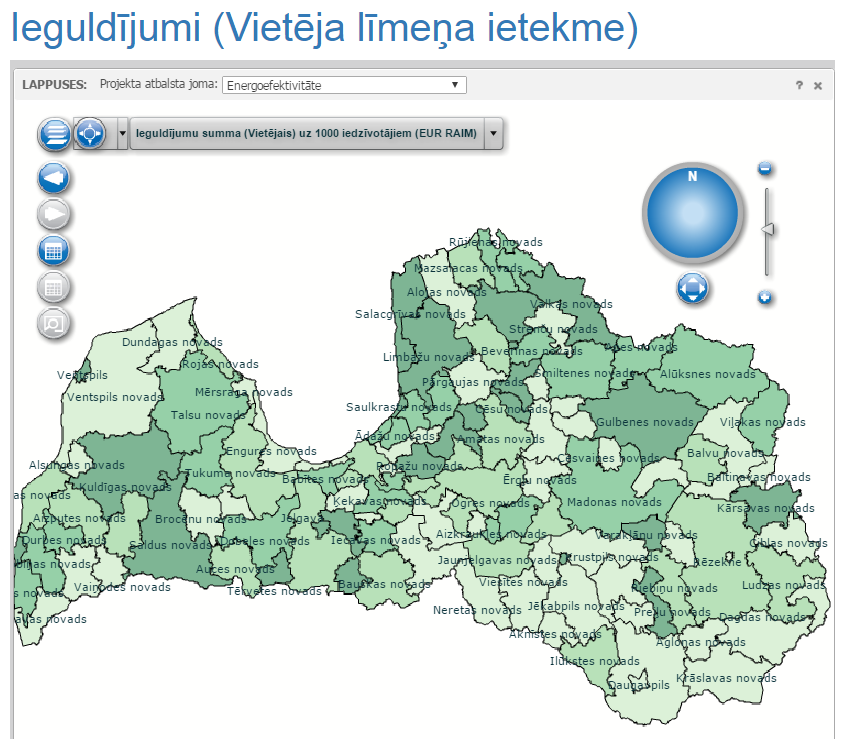 Ieguldījumi (Vietēja līmeņa ietekme)
LAPPUSES: Projekta atbalsta joma: Energoefektivitāte
? ×
Ieguldījumu summa (Vietējais) uz 1000 iedzīvotājiem (EUR RAIM)
N
Rūjienas novads
Mazsalacas novads
Alojas novads
Valkas novads
Salacgrīvas novads
Strenču novads
Dundagas novads
Limbažu novads
Beverīnas novads
Apes novads
Rojas novads
Ventspils
Pārgaujas novads
Smiltenes novads
Alūksnes novads
Mērsraga novads
Ventspils novads
Saulkrastu novads
Cēsu novads
Talsu novads
Gulbenes novads
Viļakas novads
Ādažu novads
Amatas novads
Engures novads
Balvu novads
Cesvaines novads
Alsungas novads
Ropažu novads
Tukuma novads
Babītes novads
Ērgļu novads
Baltinavas novads
Kuldīgas novads
as novads
Ķekavas novads
Ogres novads
Madonas novads
Kārsavas novads
Aizputes novads
Brocēnu novads
Jelgava
Durbes novads
Saldus novads
Dobeles novads
Iecavas novads
Aizkraukles novads
Varakļānu novads
Ciblas novads
novads
Krustpils novads
Jaunjelgavas novads
Rēzekne
Auces novads
Vaiņodes novads
Tērvetes novads
Bauskas novads
Viesītes novads
Riebiņu novads
Ludzas novads
s novads
Neretas novads
Jēkabpils novads
Preiļu novads
Dagdas novads
avas novads
Aknīstes novads
Aglonas novads
Ilūkstes novads
Daugavpils
Krāslavas novads